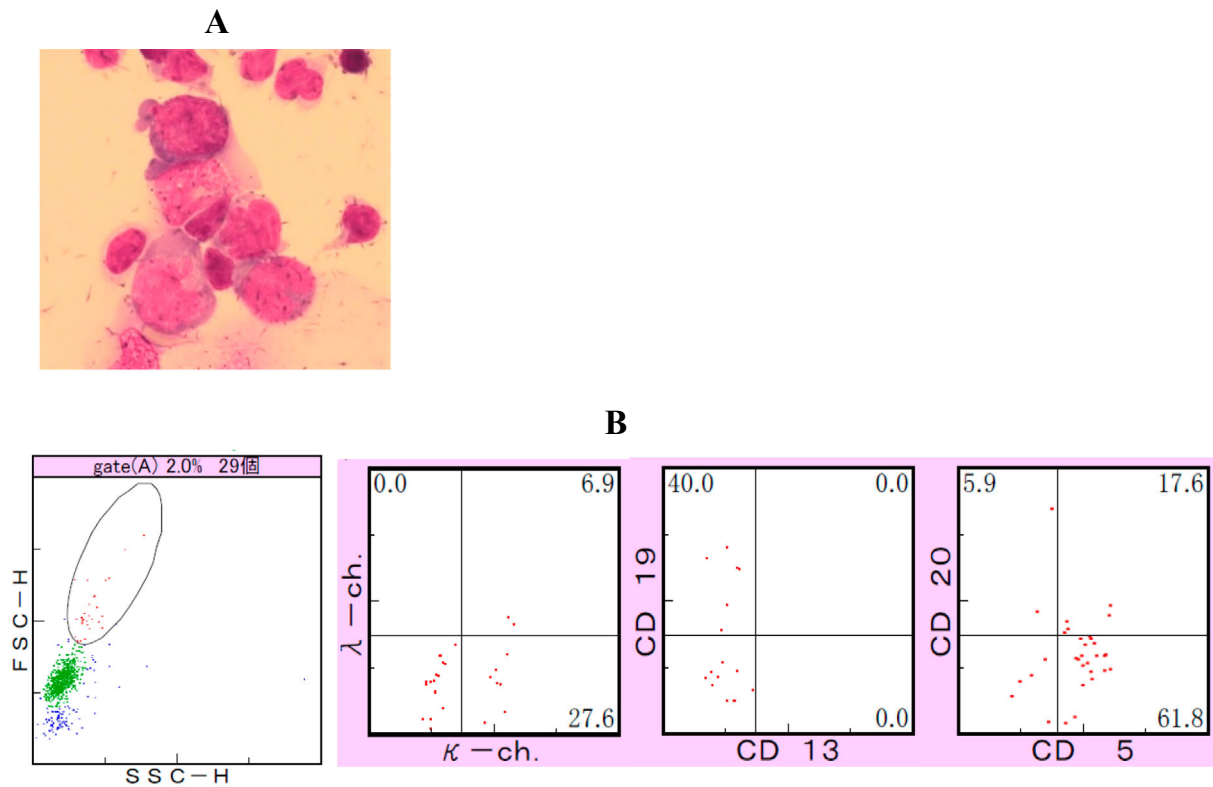 A
B
gate(A) 2.0% 29個
FSC-H
SSC-H
0.0 6.9
λ-ch.
27.6
κ-ch.
40.0 0.0
CD 19
0.0
CD 13
5.9 17.6
CD 20
61.8
CD 5